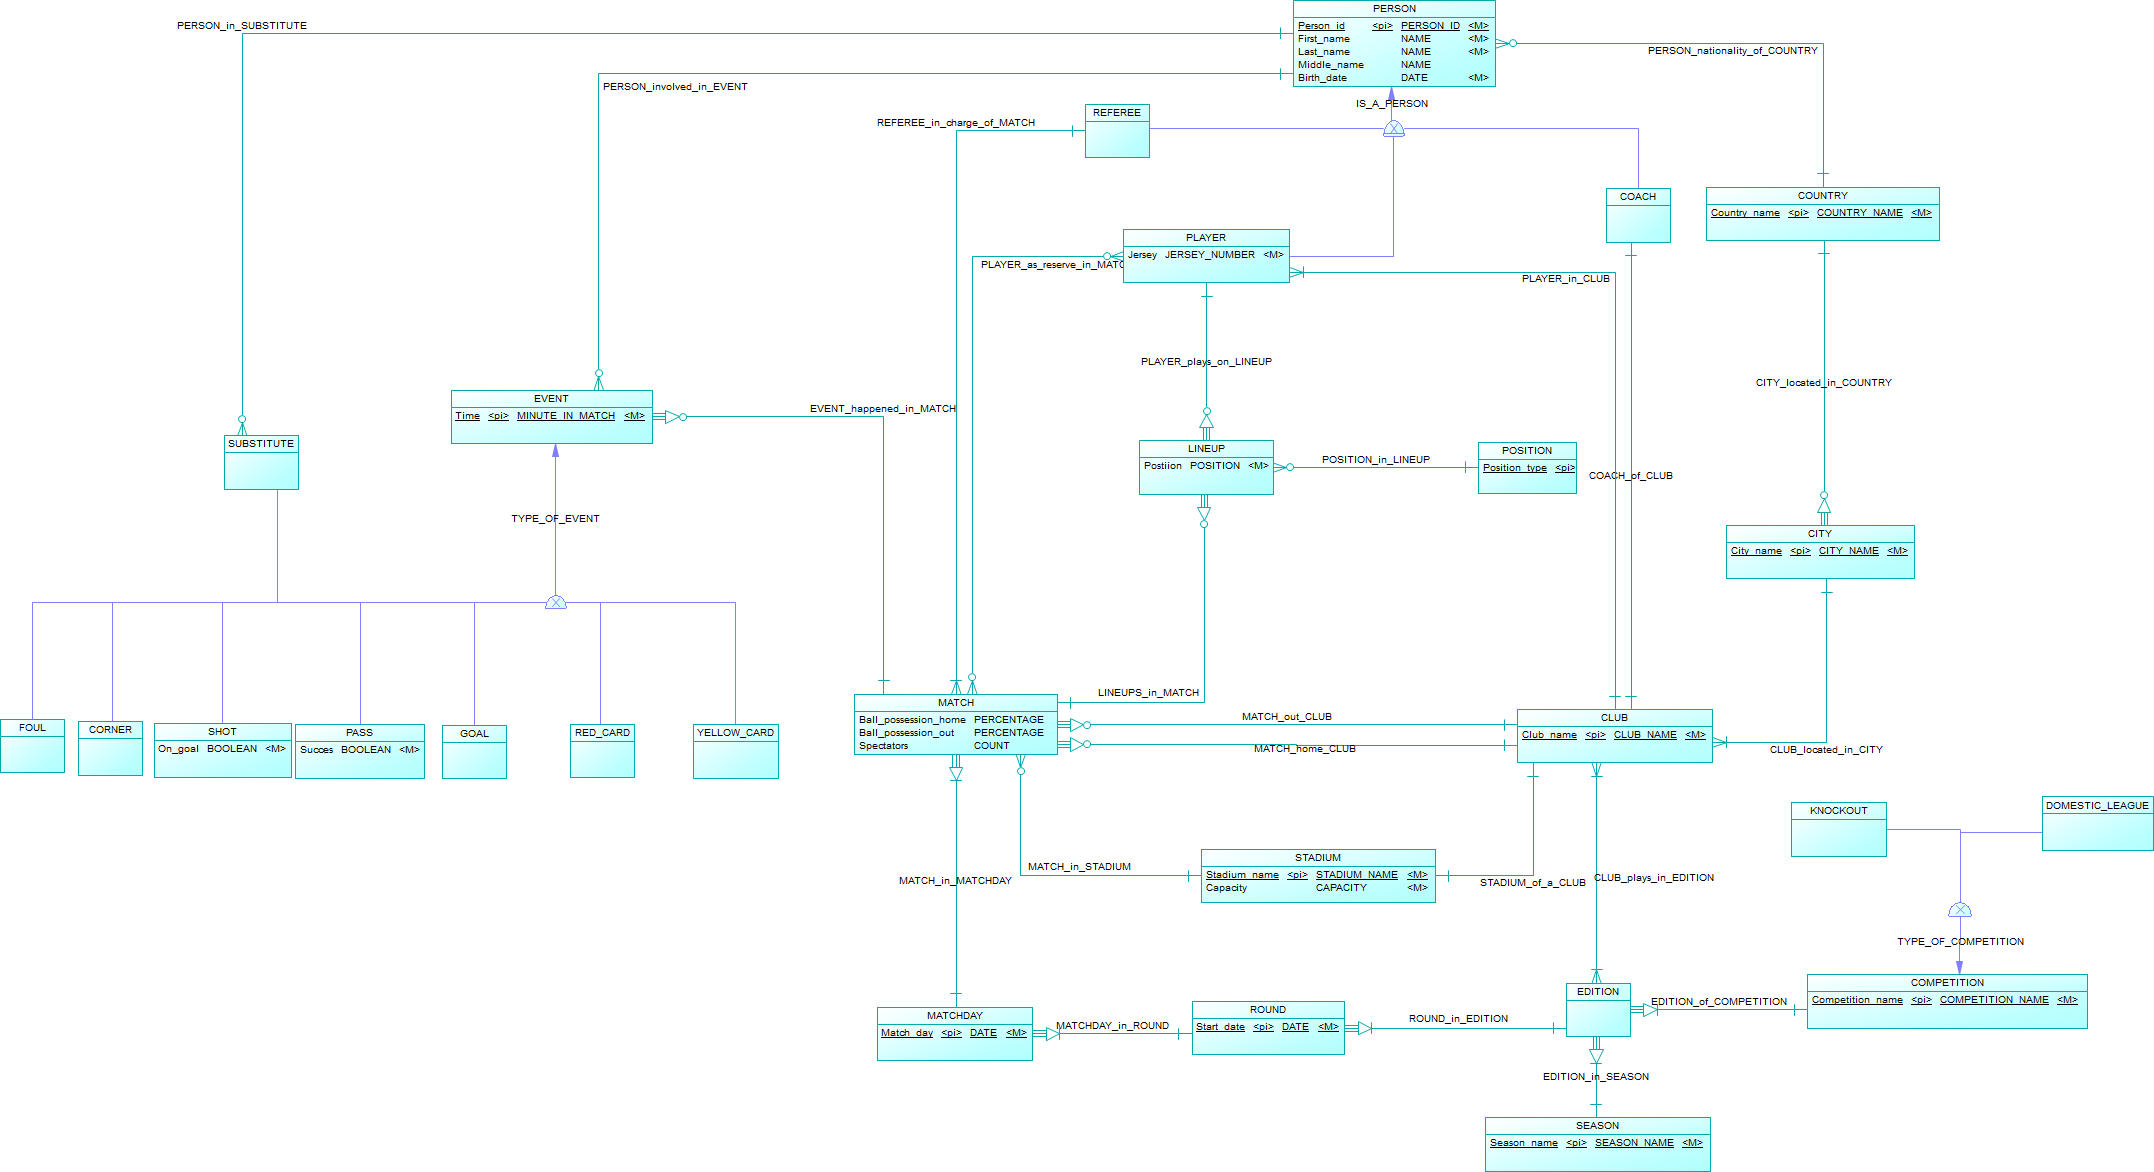 PERSON
Person_id <pi> PERSON_ID <M>
First_name NAME <M>
Last_name NAME <M>
Middle_name NAME
Birth_date DATE <M>
PERSON_in_SUBSTITUTE
PERSON_nationality_of_COUNTRY
PERSON_involved_in_EVENT
IS_A_PERSON
REFEREE
REFEREE_in_charge_of_MATCH
COACH
COUNTRY
Country_name <pi> COUNTRY_NAME <M>
PLAYER
Jersey JERSEY_NUMBER <M>
PLAYER_as_reserve_in_MATC
PLAYER_in_CLUB
PLAYER_plays_on_LINEUP
CITY_located_in_COUNTRY
EVENT
Time <pi> MINUTE_IN_MATCH <M>
EVENT_happened_in_MATCH
SUBSTITUTE
LINEUP
Postiion POSITION <M>
POSITION_in_LINEUP
POSITION
Position_type <pi>
COACH_of_CLUB
TYPE_OF_EVENT
CITY
City_name <pi> CITY_NAME <M>
LINEUPS_in_MATCH
MATCH
Ball_possession_home PERCENTAGE
Ball_possession_out PERCENTAGE
Spectators COUNT
MATCH_out_CLUB
MATCH_home_CLUB
CLUB
Club_name <pi> CLUB_NAME <M>
CLUB_located_in_CITY
FOUL
CORNER
SHOT
On_goal BOOLEAN <M>
PASS
Succes BOOLEAN <M>
GOAL
RED_CARD
YELLOW_CARD
KNOCKOUT
DOMESTIC_LEAGUE
MATCH_in_STADIUM
STADIUM
Stadium_name <pi> STADIUM_NAME <M>
Capacity CAPACITY <M>
STADIUM_of_a_CLUB
CLUB_plays_in_EDITION
MATCH_in_MATCHDAY
TYPE_OF_COMPETITION
COMPETITION
Competition_name <pi> COMPETITION_NAME <M>
EDITION
EDITION_of_COMPETITION
MATCHDAY
Match_day <pi> DATE <M>
MATCHDAY_in_ROUND
ROUND
Start_date <pi> DATE <M>
ROUND_in_EDITION
EDITION_in_SEASON
SEASON
Season_name <pi> SEASON_NAME <M>